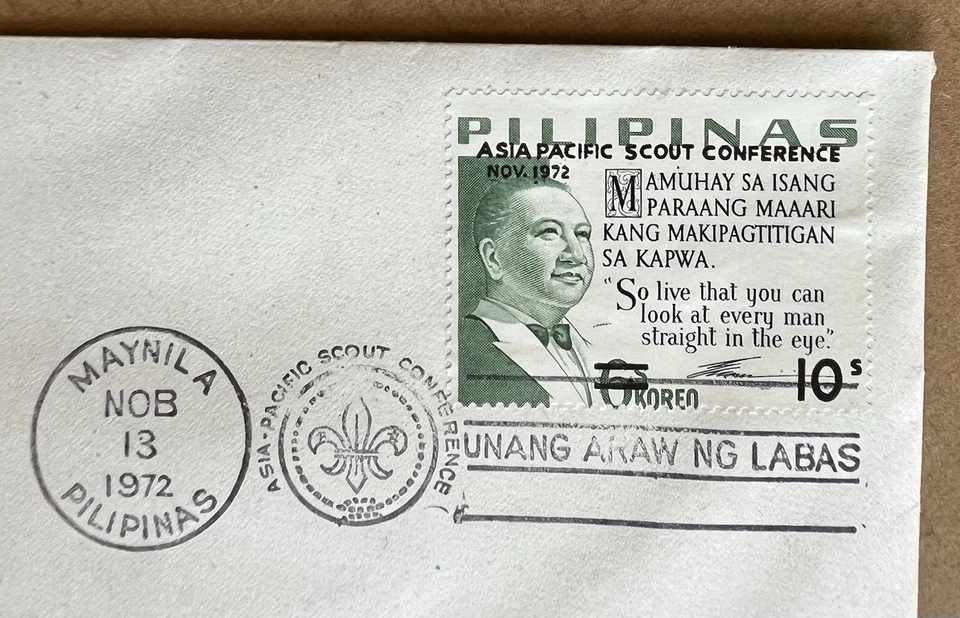 PILIPINAS
ASIA PACIFIC SCOUT CONFERENCE
NOV. 1972
MAMUHAY SA ISANG
PARAANG MAAARI
KANG MAKIPAGTITIGAN
SA KAPWA.
“So live that you can
look at every man
straight in the eye.”
6s
10s
KOREO
MAYNILA
NOB
13
1972
PILIPINAS
ASIA-PACIFIC SCOUT CONFERENCE
UNANG ARAW NG LABAS